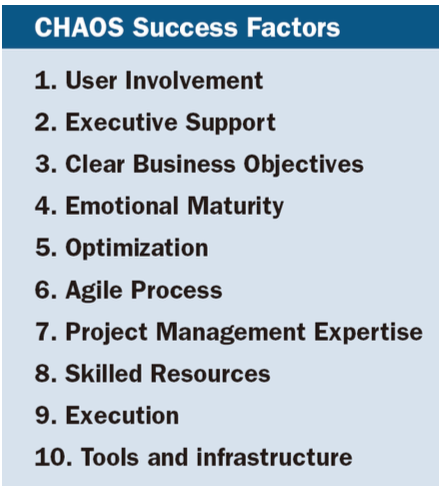 CHAOS Success Factors
1. User Involvement
2. Executive Support
3. Clear Business Objectives
4. Emotional Maturity
5. Optimization
6. Agile Process
7. Project Management Expertise
8. Skilled Resources
9. Execution
10. Tools and infrastructure